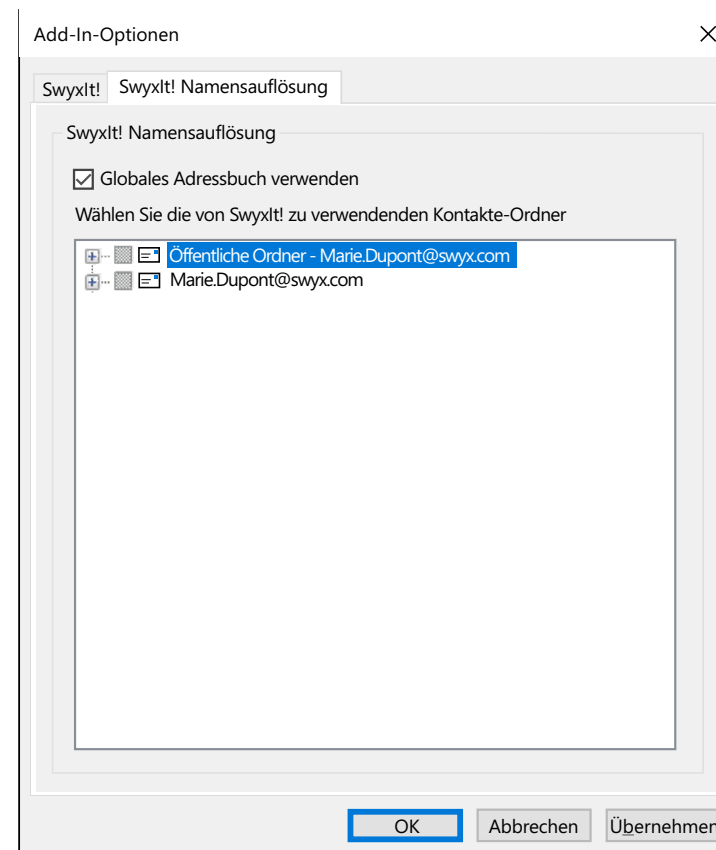 Add-In-Optionen
SwyxIt! SwyxIt! Namensauflösung
SwyxIt! Namensauflösung
Globales Adressbuch verwenden
Wählen Sie die von SwyxIt! zu verwendenden Kontakte-Ordner
Öffentliche Ordner - Marie.Dupont@swyx.com
Marie.Dupont@swyx.com
OK Abbrechen Übernehmen